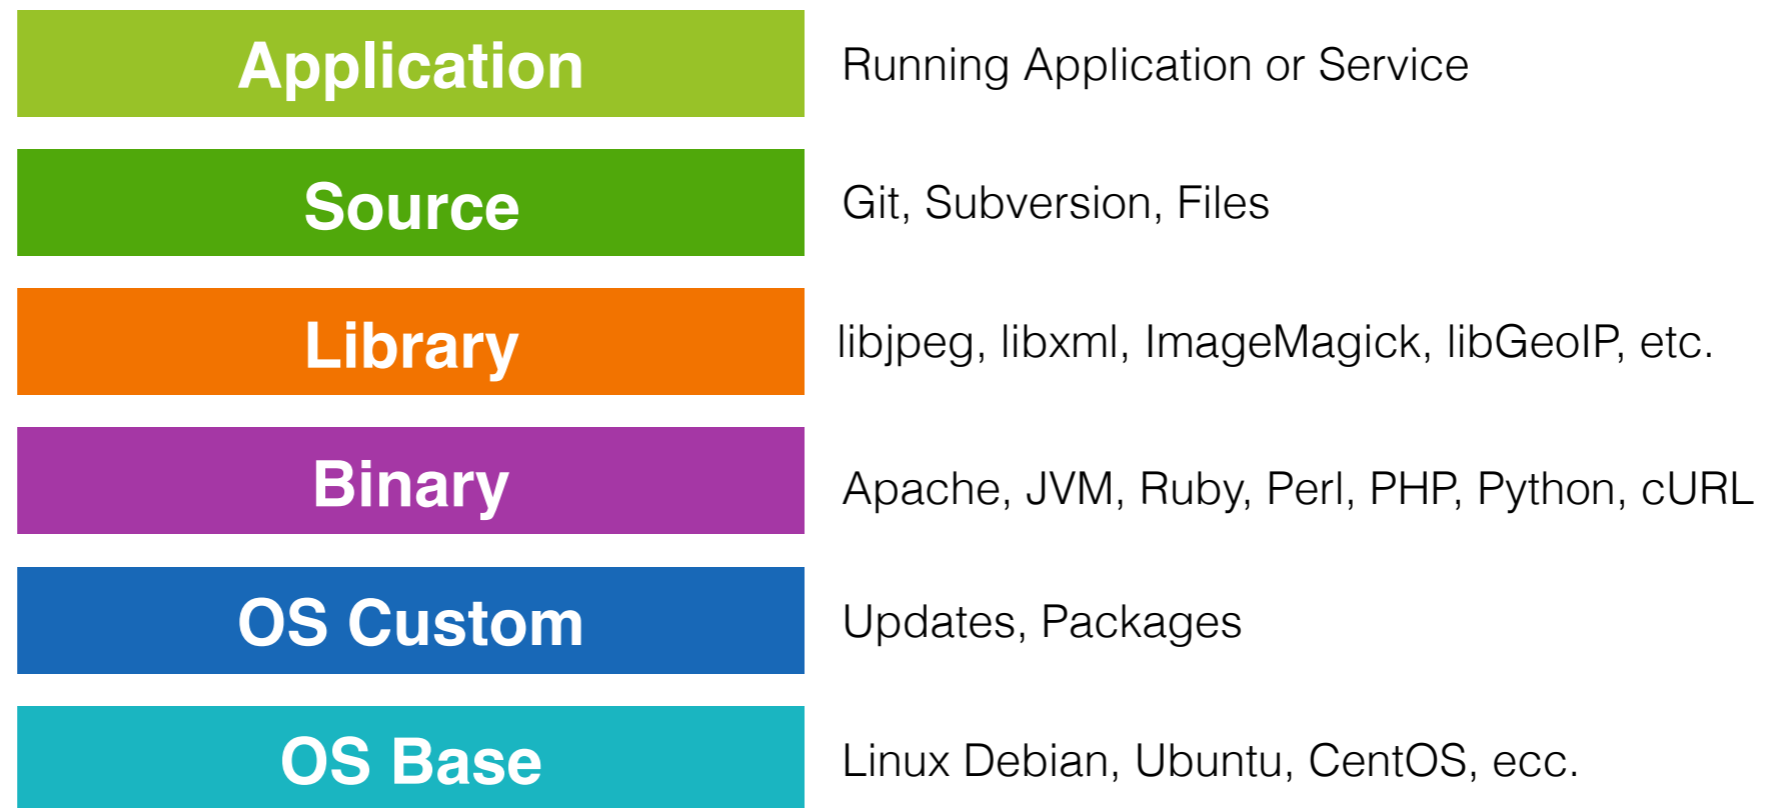 Application Running Application or Service
Source Git, Subversion, Files
Library libjpeg, libxml, ImageMagick, libGeoIP, etc.
Binary Apache, JVM, Ruby, Perl, PHP, Python, cURL
OS Custom Updates, Packages
OS Base Linux Debian, Ubuntu, CentOS, ecc.